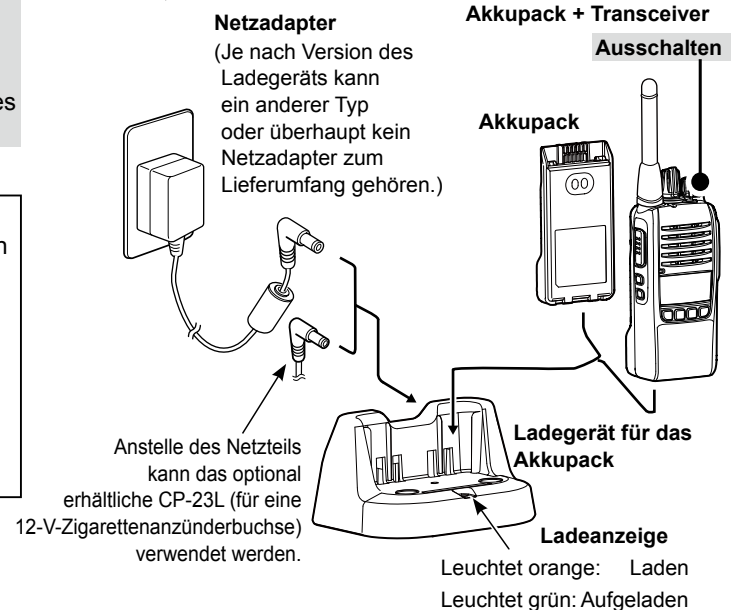 es
n
Netzadapter
(Je nach Version des
Ladegeräts kann
ein anderer Typ
oder überhaupt kein
Netzadapter zum
Lieferumfang gehören.)
Akkupack + Transceiver
Ausschalten
Akkupack
Anstelle des Netzteils
kann das optional
erhältliche CP-23L (für eine
12-V-Zigarettenanzünderbuchse)
verwendet werden.
Ladegerät für das
Akkupack
Ladeanzeige
Leuchtet orange: Laden
Leuchtet grün: Aufgeladen